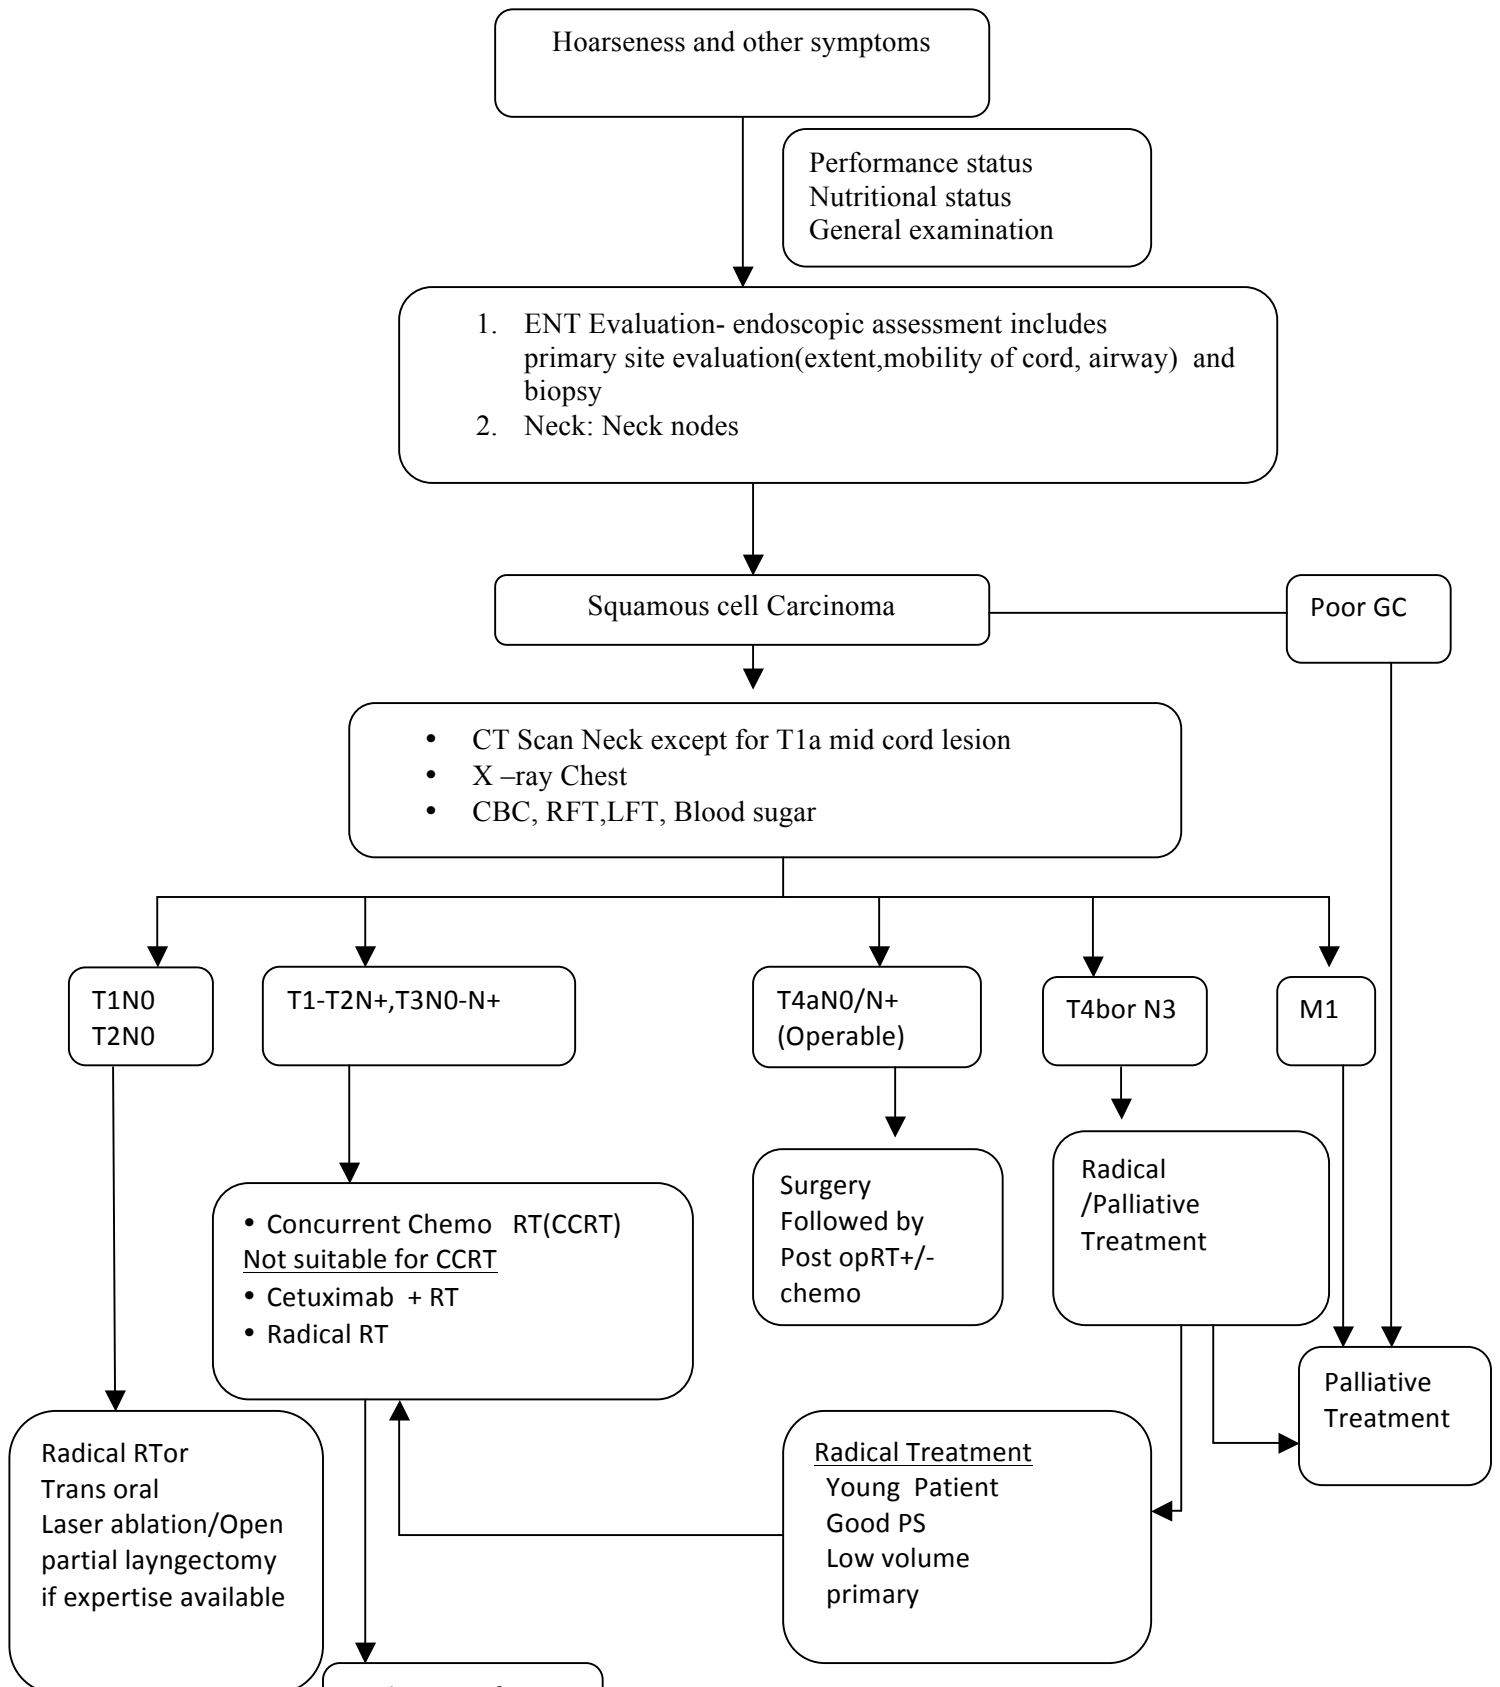 Hoarseness and other symptoms
Performance status
Nutritional status
General examination
1. ENT Evaluation- endoscopic assessment includes
primary site evaluation(extent,mobility of cord, airway) and
biopsy
2. Neck: Neck nodes
Squamous cell Carcinoma
Poor GC
• CT Scan Neck except for T1a mid cord lesion
• X –ray Chest
• CBC, RFT,LFT, Blood sugar
T1N0
T2N0
T1-T2N+,T3N0-N+
T4aN0/N+
(Operable)
T4bor N3
M1
• Concurrent Chemo RT(CCRT)
Not suitable for CCRT
• Cetuximab + RT
• Radical RT
Surgery
Followed by
Post opRT+/-
chemo
Radical
/Palliative
Treatment
Palliative
Treatment
Radical RTor
Trans oral
Laser ablation/Open
partial layngectomy
if expertise available
Radical Treatment
Young Patient
Good PS
Low volume
primary